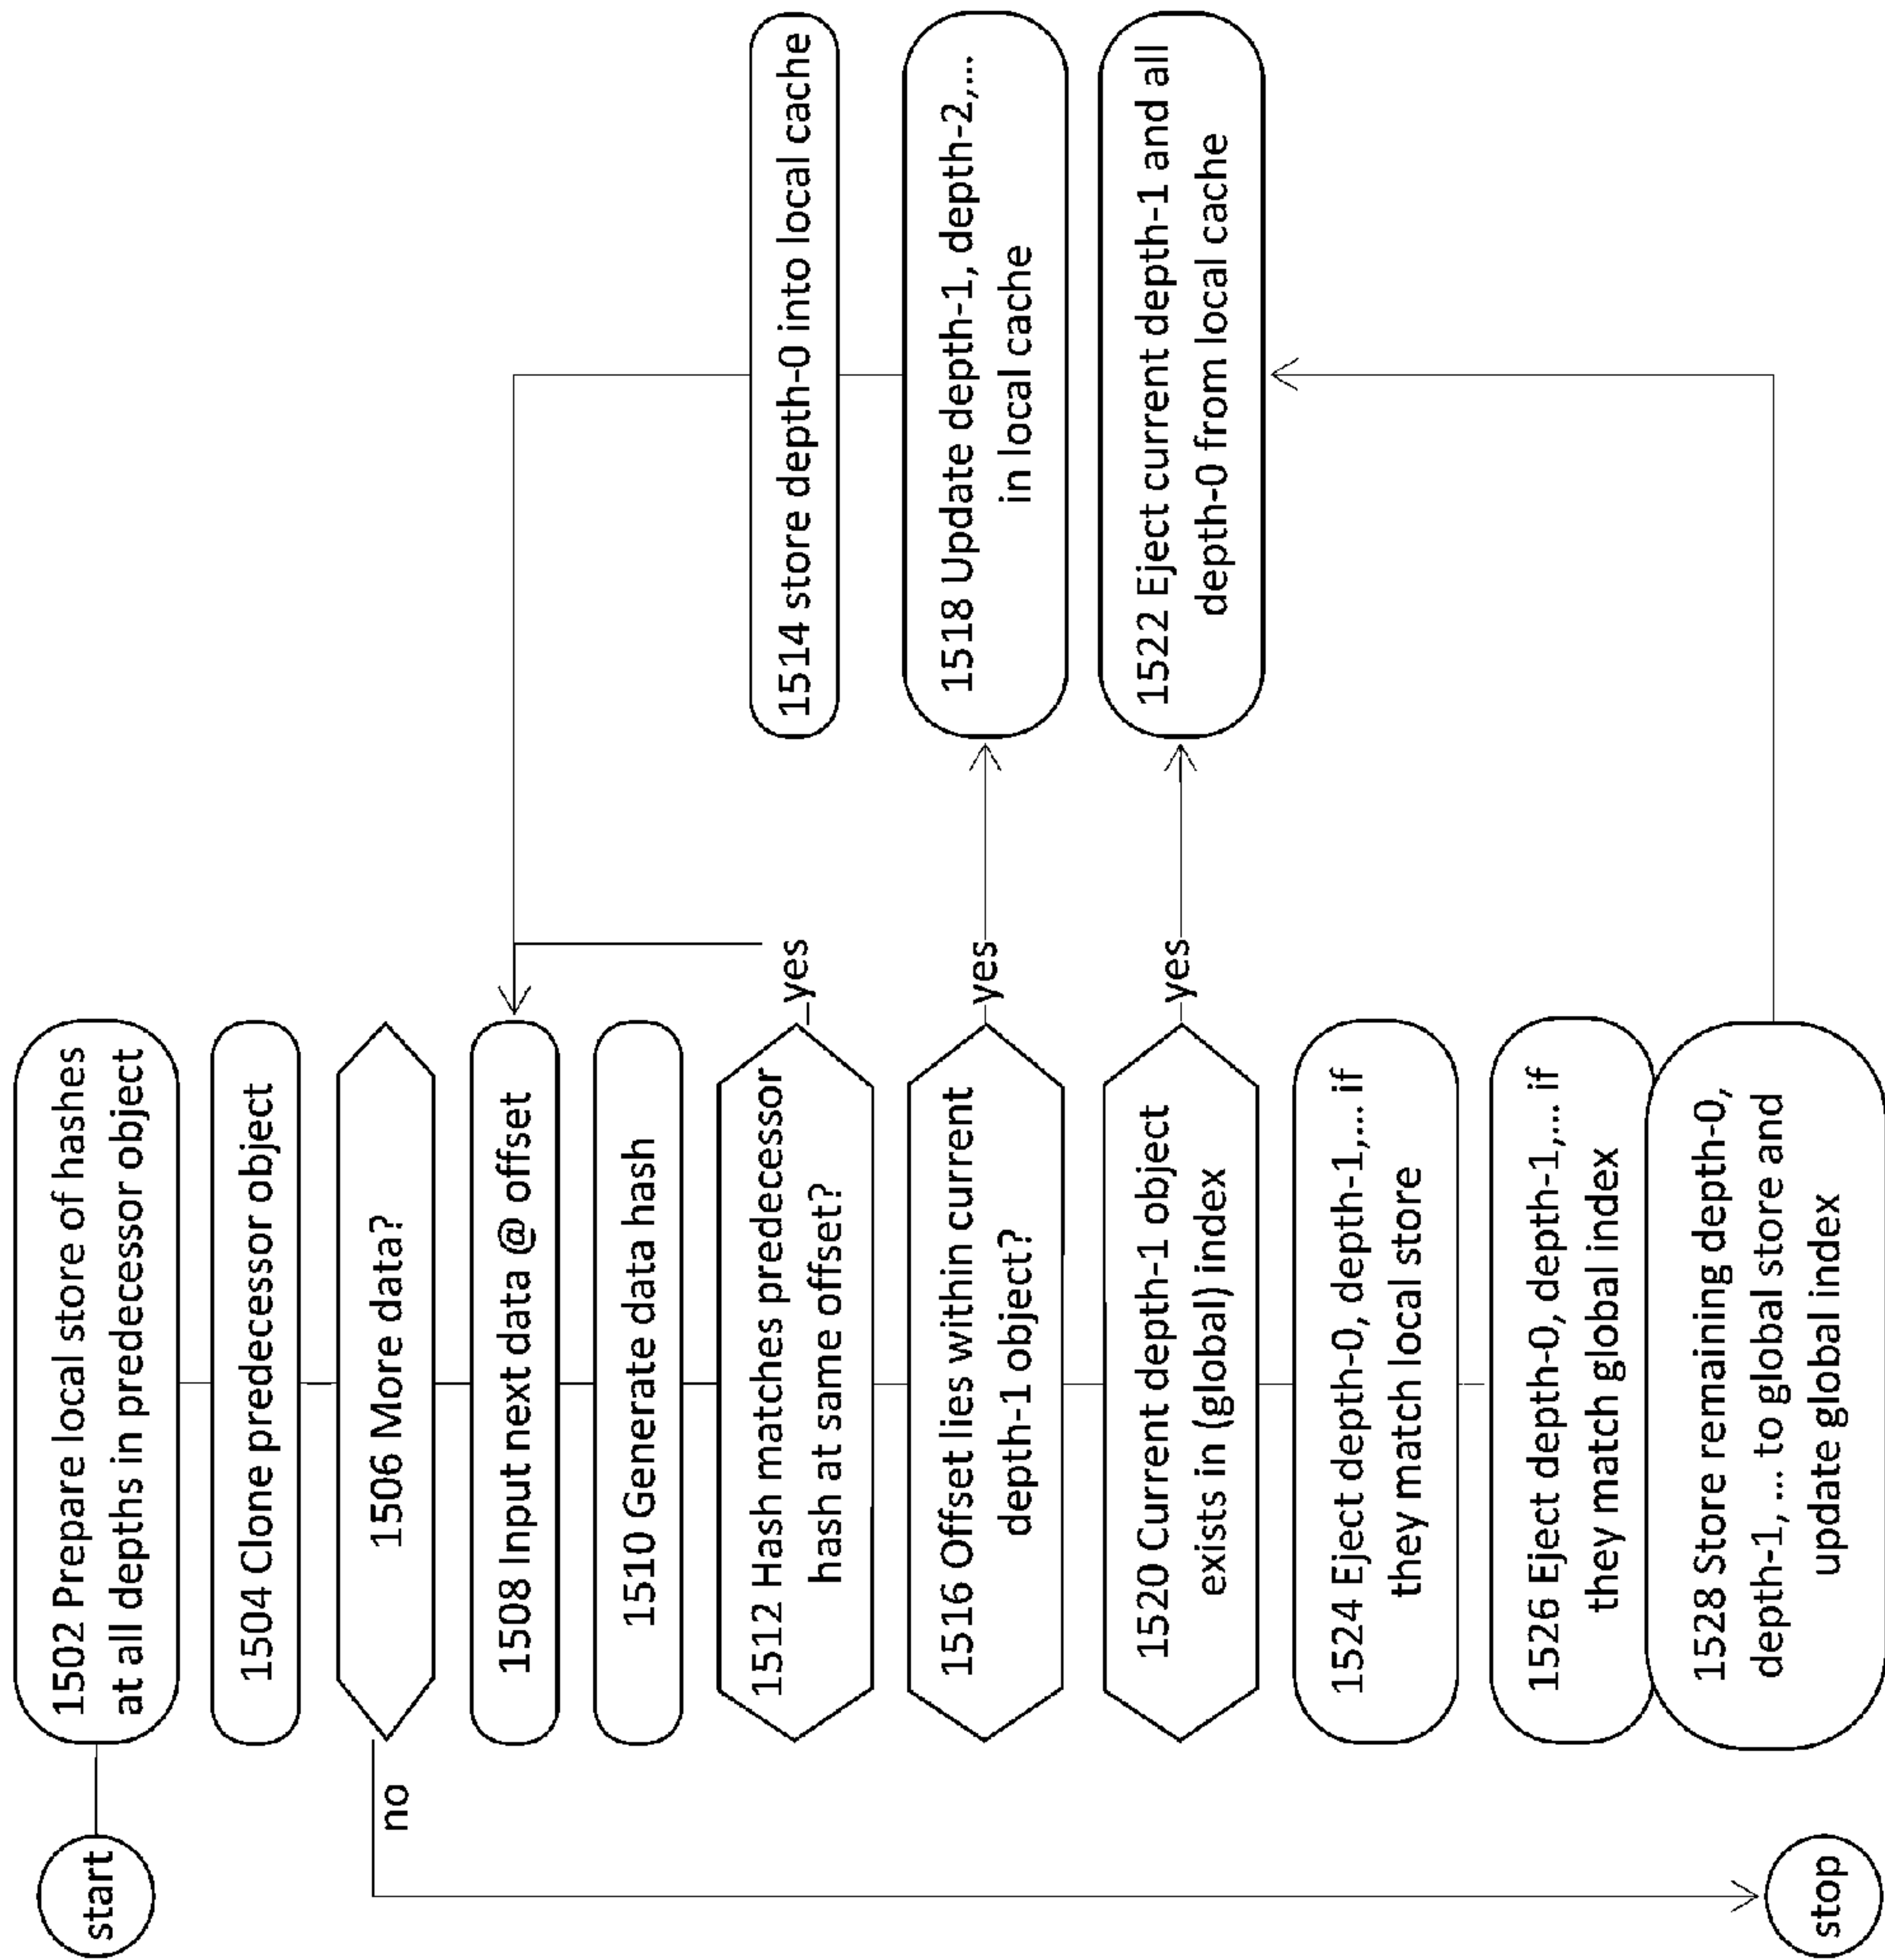 start
1502 Prepare local store of hashes
at all depths in predecessor object
1504 Clone predecessor object
1506 More data?
no
1508 Input next data @ offset
1510 Generate data hash
1512 Hash matches predecessor
hash at same offset?
yes
1514 store depth-0 into local cache
1516 Offset lies within current
depth-1 object?
yes
1518 Update depth-1, depth-2,...
in local cache
1520 Current depth-1 object
exists in (global) index
yes
1522 Eject current depth-1 and all
depth-0 from local cache
1524 Eject depth-0, depth-1,... if
they match local store
1526 Eject depth-0, depth-1,... if
they match global index
1528 Store remaining depth-0,
depth-1, ... to global store and
update global index
stop